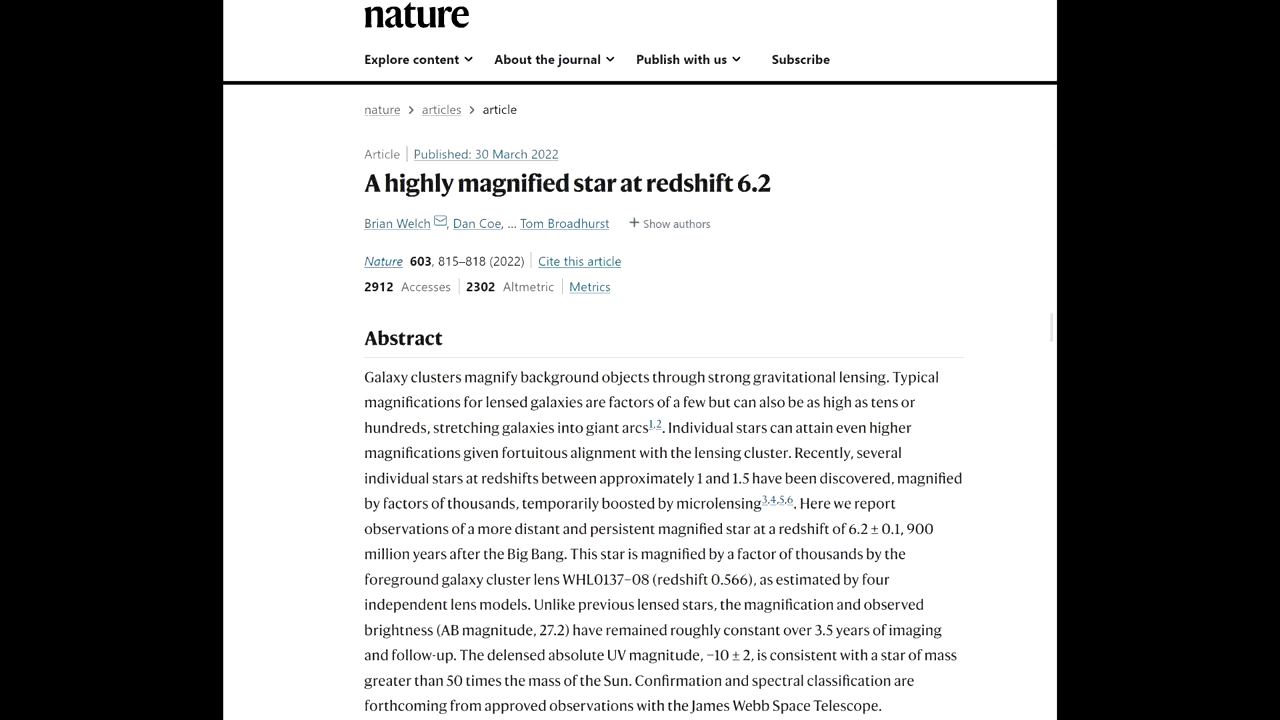 nature
Explore content About the journal Publish with us Subscribe
nature > articles > article
Article | Published: 30 March 2022
A highly magnified star at redshift 6.2
Brian Welch, Dan Coe, ... Tom Broadhurst + Show authors
Nature 603, 815–818 (2022) | Cite this article
2912 Accesses | 2302 Altmetric | Metrics
Abstract
Galaxy clusters magnify background objects through strong gravitational lensing. Typical
magnifications for lensed galaxies are factors of a few but can also be as high as tens or
hundreds, stretching galaxies into giant arcs1,2. Individual stars can attain even higher
magnifications given fortuitous alignment with the lensing cluster. Recently, several
individual stars at redshifts between approximately 1 and 1.5 have been discovered, magnified
by factors of thousands, temporarily boosted by microlensing3,4,5,6. Here we report
observations of a more distant and persistent magnified star at a redshift of 6.2 ± 0.1, 900
million years after the Big Bang. This star is magnified by a factor of thousands by the
foreground galaxy cluster lens WHL0137–08 (redshift 0.566), as estimated by four
independent lens models. Unlike previous lensed stars, the magnification and observed
brightness (AB magnitude, 27.2) have remained roughly constant over 3.5 years of imaging
and follow-up. The delensed absolute UV magnitude, −10 ± 2, is consistent with a star of mass
greater than 50 times the mass of the Sun. Confirmation and spectral classification are
forthcoming from approved observations with the James Webb Space Telescope.